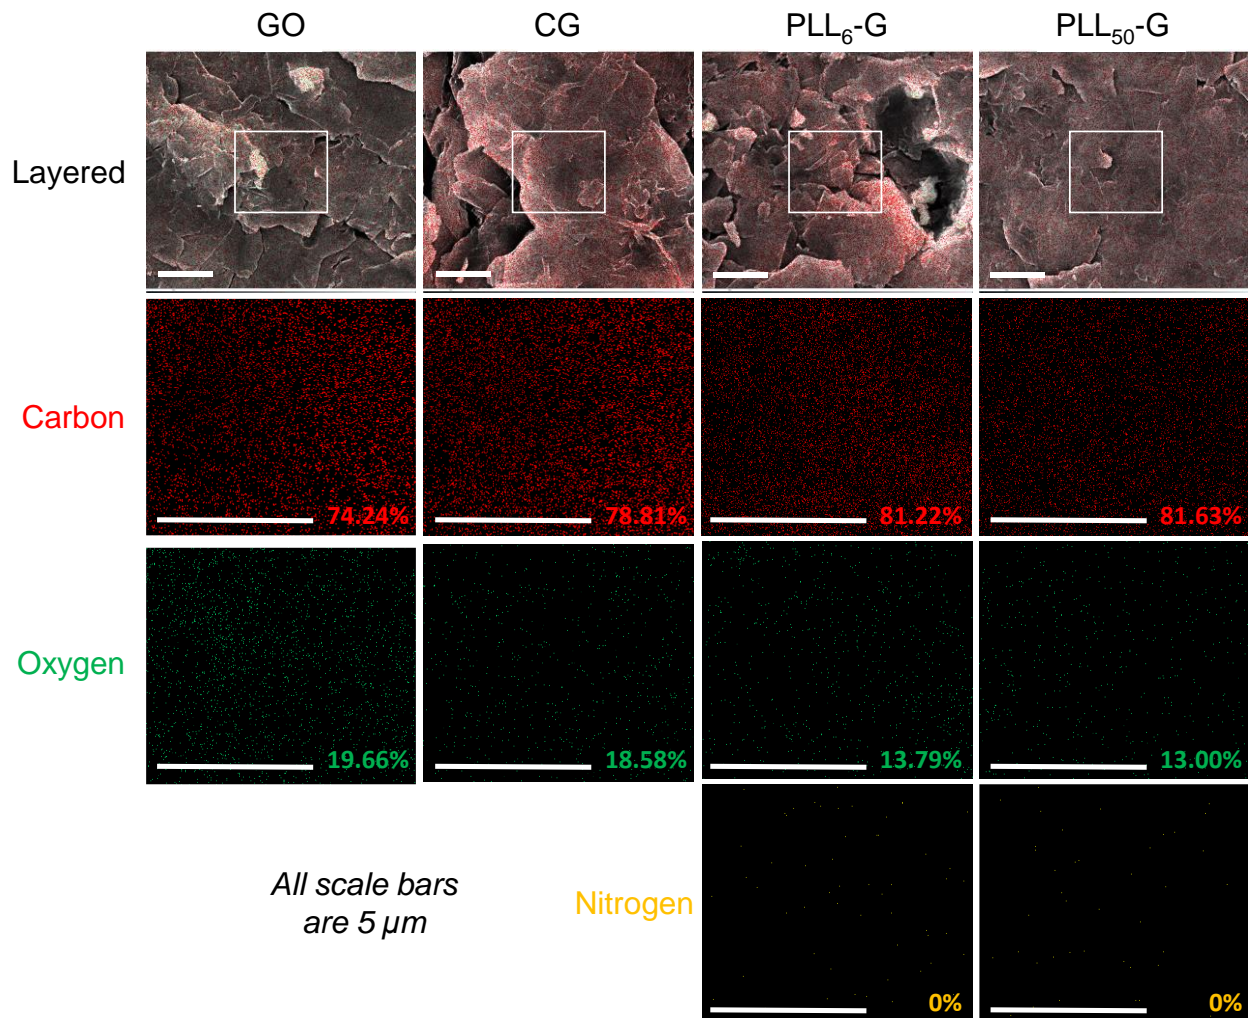 GO CG PLL₆-G PLL₅₀-G
Layered
Carbon
74.24% 78.81% 81.22% 81.63%
Oxygen
19.66% 18.58% 13.79% 13.00%
All scale bars
are 5 µm
Nitrogen
0% 0%